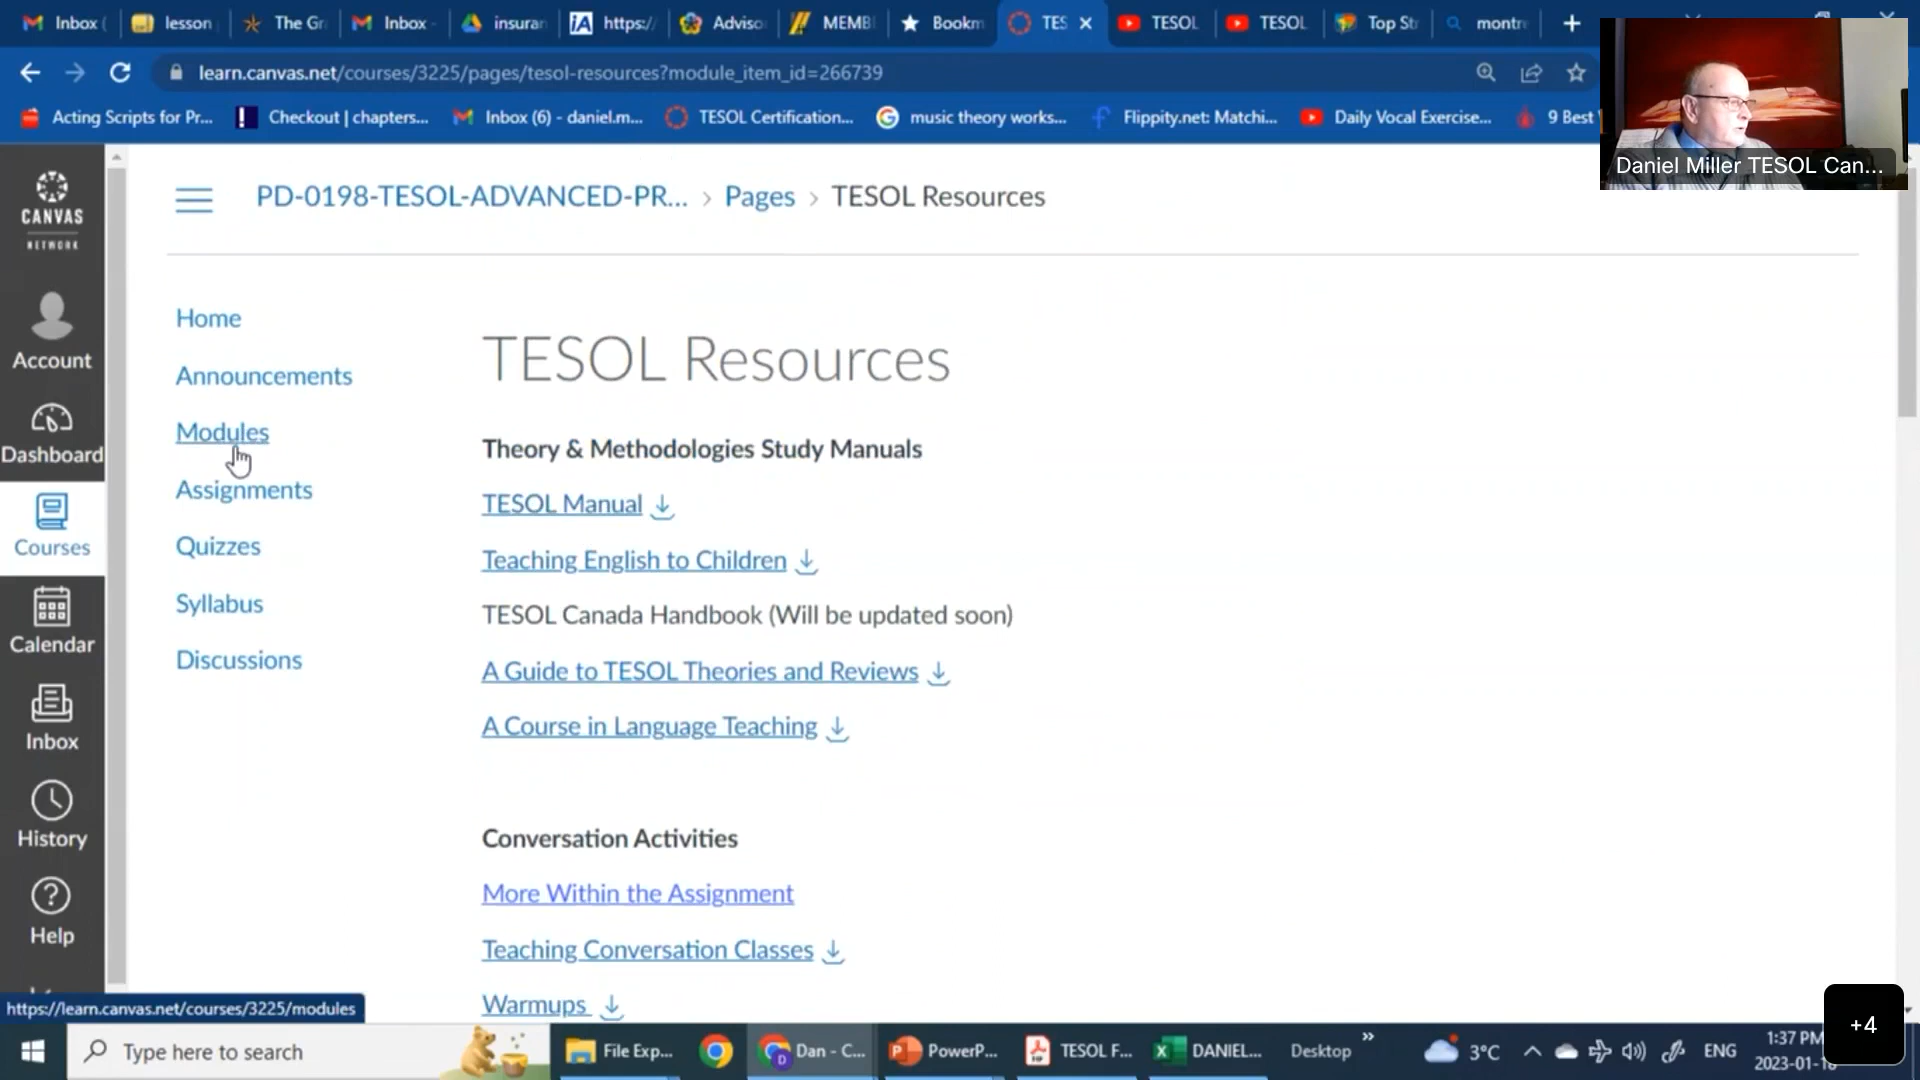 Inbox (
lesson
The Gr
Inbox -
insuran
https:/
Adviso
MEMB
Bookm
TES
TESOL
TESOL
Top Str
montre
learn.canvas.net/courses/3225/pages/tesol-resources?module_item_id=266739
Acting Scripts for Pr...
Checkout | chapters...
Inbox (6) - daniel.m...
TESOL Certification...
music theory works...
Flippity.net: Matchi...
Daily Vocal Exercise...
9 Best
Daniel Miller TESOL Can...
CANVAS
NETWORK
Account
Dashboard
Courses
Calendar
Inbox
History
Help
PD-0198-TESOL-ADVANCED-PR... › Pages › TESOL Resources
Home
Announcements
Modules
Assignments
Quizzes
Syllabus
Discussions
TESOL Resources
Theory & Methodologies Study Manuals
TESOL Manual
Teaching English to Children
TESOL Canada Handbook (Will be updated soon)
A Guide to TESOL Theories and Reviews
A Course in Language Teaching
Conversation Activities
More Within the Assignment
Teaching Conversation Classes
Warmups
https://learn.canvas.net/courses/3225/modules
Type here to search
File Exp...
Dan - C...
PowerP...
TESOL F...
DANIEL...
Desktop
3°C
ENG
1:37 PM
2023-01-1
+4